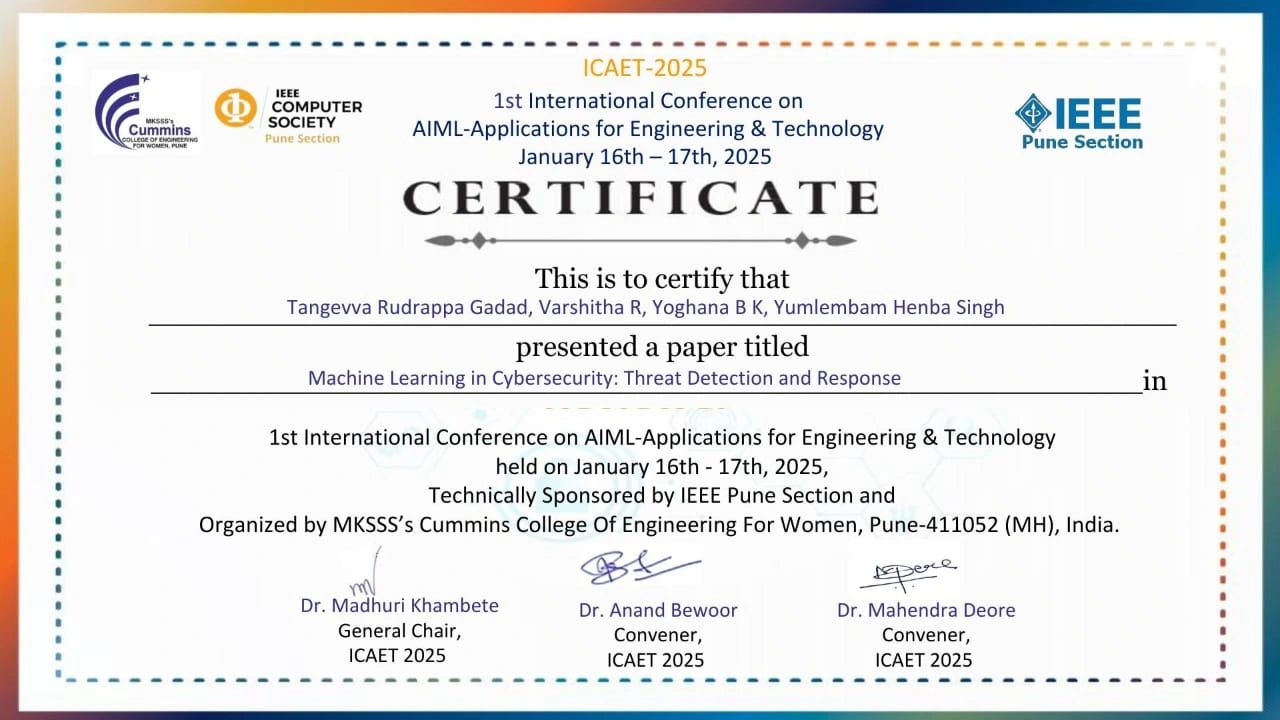 ICAET-2025
1st International Conference on
AIML-Applications for Engineering & Technology
January 16th – 17th, 2025
MKSSS's
Cummins
COLLEGE OF ENGINEERING
FOR WOMEN, PUNE
IEEE
COMPUTER
SOCIETY
Pune Section
IEEE
Pune Section
CERTIFICATE
This is to certify that
Tangevva Rudrappa Gadad, Varshitha R, Yoghana B K, Yumlembam Henba Singh
presented a paper titled
Machine Learning in Cybersecurity: Threat Detection and Response in
1st International Conference on AIML-Applications for Engineering & Technology
held on January 16th - 17th, 2025,
Technically Sponsored by IEEE Pune Section and
Organized by MKSSS’s Cummins College Of Engineering For Women, Pune-411052 (MH), India.
Dr. Madhuri Khambete
General Chair,
ICAET 2025
Dr. Anand Bewoor
Convener,
ICAET 2025
Dr. Mahendra Deore
Convener,
ICAET 2025